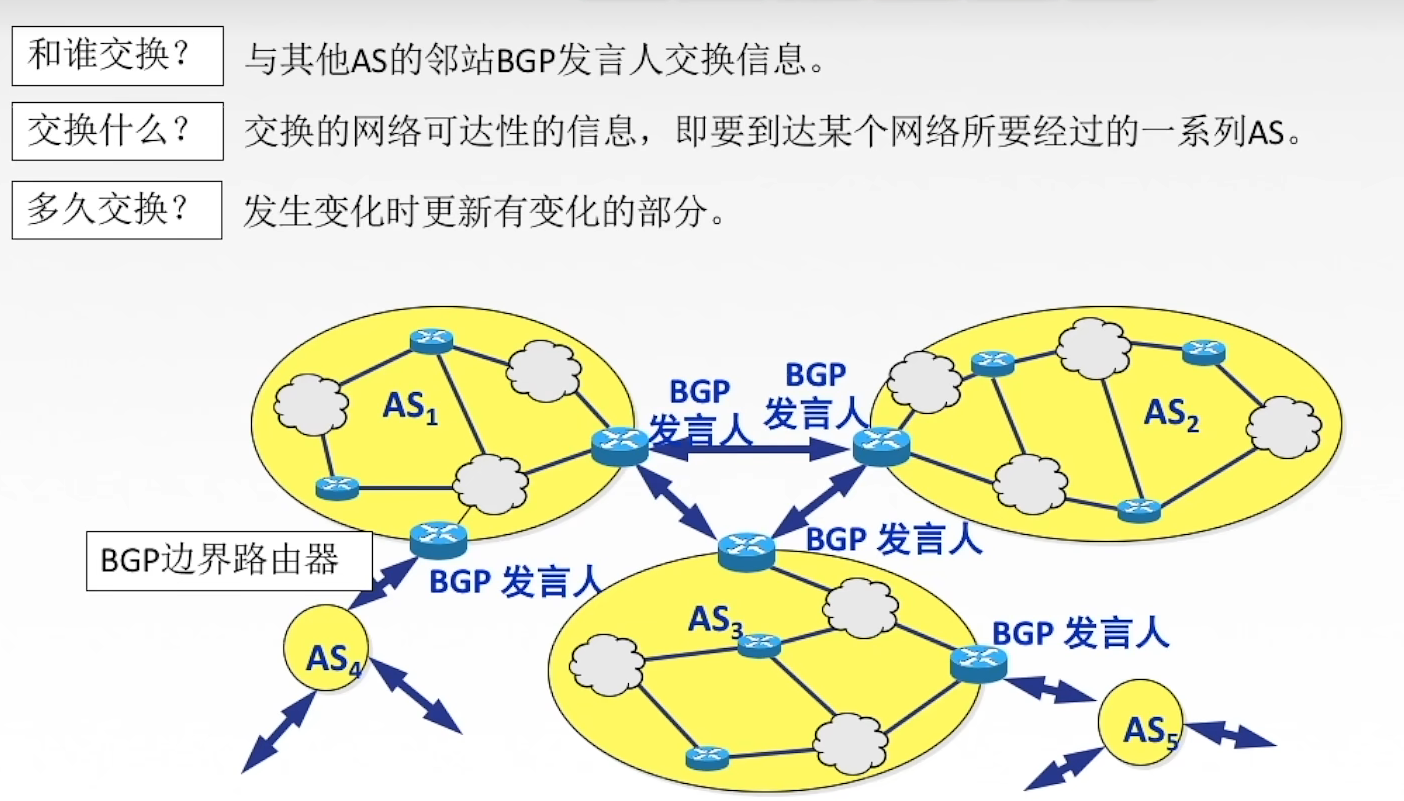 和谁交换？
与其他AS的邻站BGP发言人交换信息。
交换什么？
交换的网络可达性的信息，即要到达某个网络所要经过的一系列AS。
多久交换？
发生变化时更新有变化的部分。
AS1
BGP
发言人
BGP
发言人
AS2
BGP 发言人
BGP边界路由器
BGP 发言人
AS3
BGP 发言人
AS4
AS5